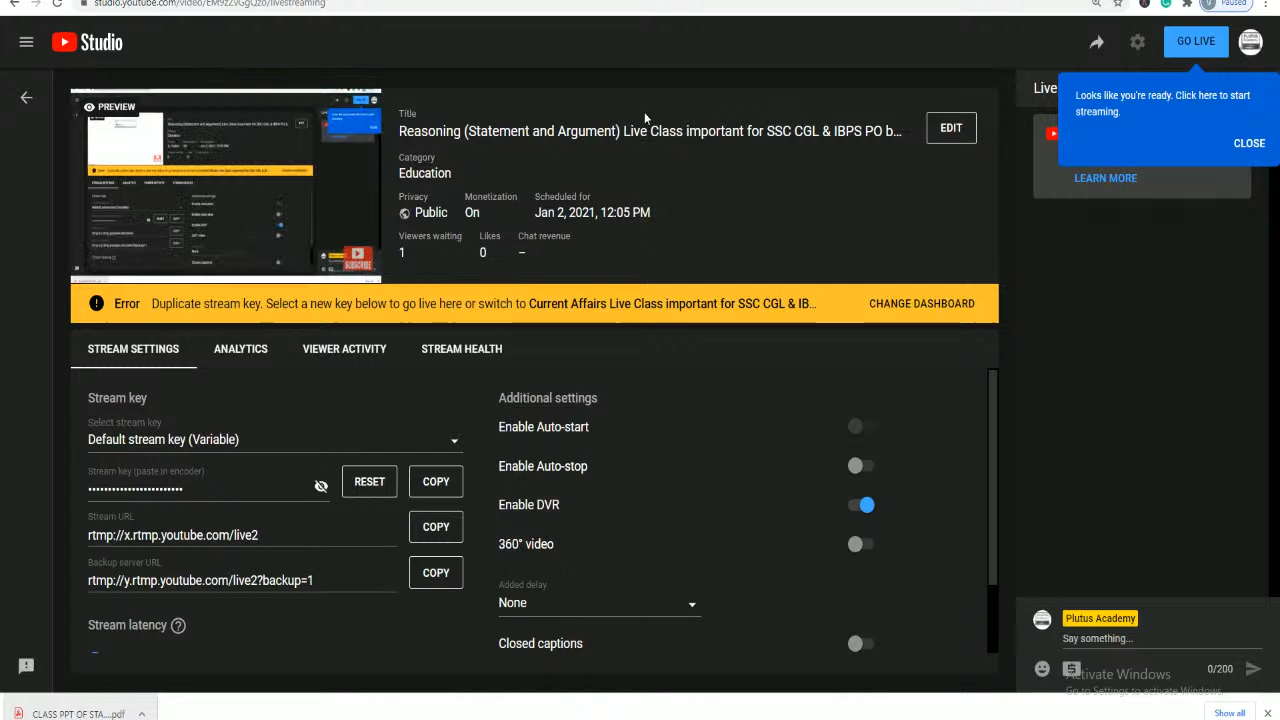 studio.youtube.com/video/EM9ZzVGgQzo/livestreaming
Paused
Studio
GO LIVE
Looks like you're ready. Click here to start
streaming.
CLOSE
LEARN MORE
Live
PREVIEW
SUBSCRIBE
Title
Reasoning (Statement and Argument) Live Class important for SSC CGL & IBPS PO b...
EDIT
Category
Education
Privacy
Monetization
Scheduled for
Public
On
Jan 2, 2021, 12:05 PM
Viewers waiting
Likes
Chat revenue
1
0
–
Error
Duplicate stream key. Select a new key below to go live here or switch to Current Affairs Live Class important for SSC CGL & IB...
CHANGE DASHBOARD
STREAM SETTINGS
ANALYTICS
VIEWER ACTIVITY
STREAM HEALTH
Stream key
Select stream key
Default stream key (Variable)
Stream key (paste in encoder)
RESET
COPY
Stream URL
rtmp://x.rtmp.youtube.com/live2
COPY
Backup server URL
rtmp://y.rtmp.youtube.com/live2?backup=1
COPY
Stream latency
Additional settings
Enable Auto-start
Enable Auto-stop
Enable DVR
360° video
Added delay
None
Closed captions
Plutus Academy
Say something...
0/200
Activate Windows
Go to Settings to activate Windows.
CLASS PPT OF STA....pdf
Show all